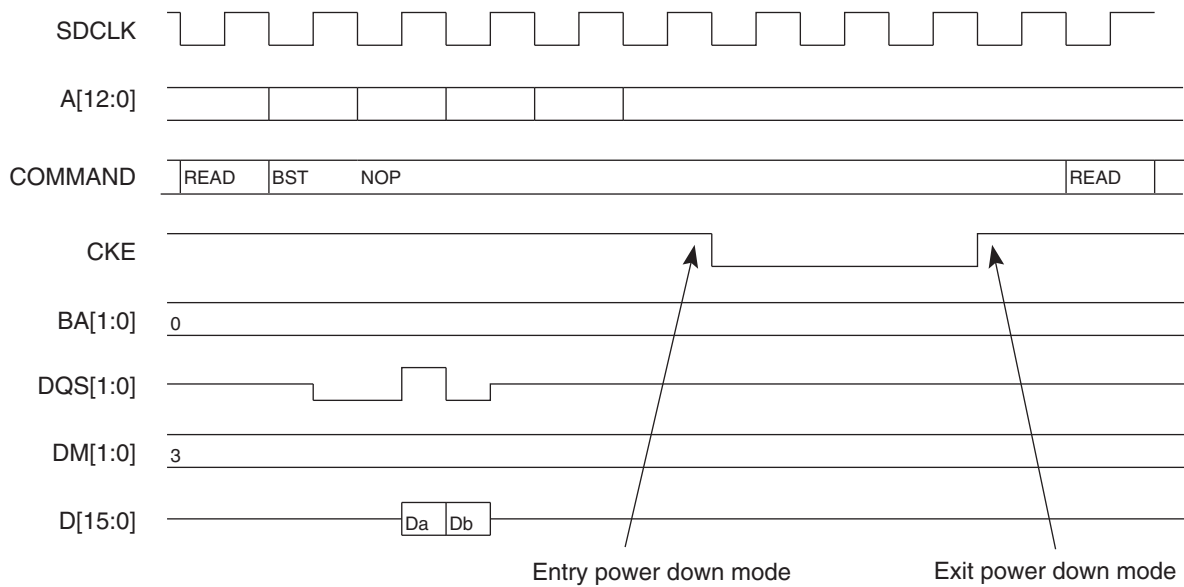 SDCLK
A[12:0]
COMMAND READ BST NOP READ
CKE
BA[1:0] 0
DQS[1:0]
DM[1:0] 3
D[15:0] Da Db
Entry power down mode Exit power down mode